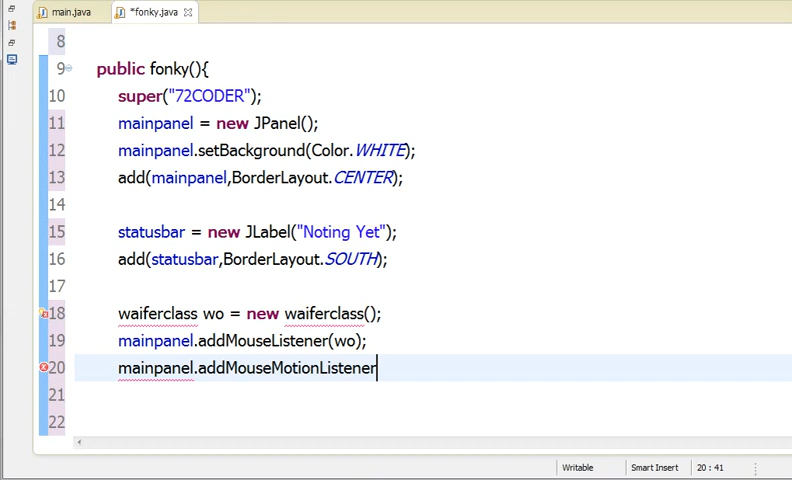 main.java *fonky.java
8
9 public fonky(){
10 super("72CODER");
11 mainpanel = new JPanel();
12 mainpanel.setBackground(Color.WHITE);
13 add(mainpanel,BorderLayout.CENTER);
14
15 statusbar = new JLabel("Noting Yet");
16 add(statusbar,BorderLayout.SOUTH);
17
18 waiferclass wo = new waiferclass();
19 mainpanel.addMouseListener(wo);
20 mainpanel.addMouseMotionListener
21
22
Writable Smart Insert 20 : 41